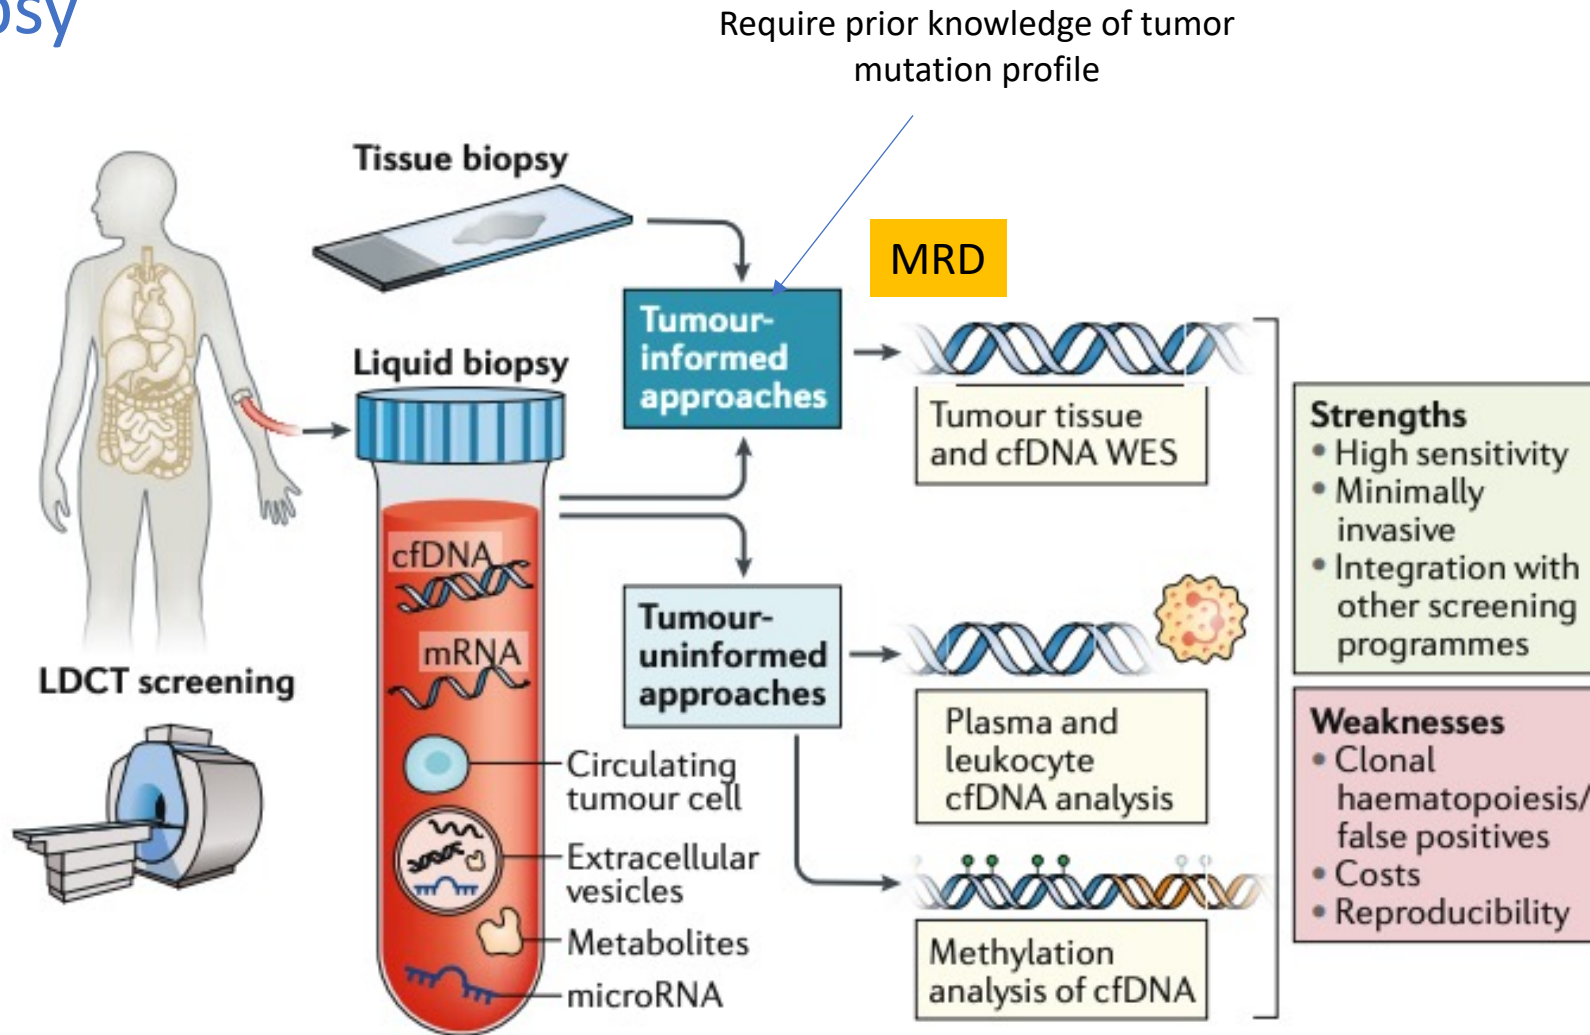 opsy
Require prior knowledge of tumor
mutation profile
Tissue biopsy
MRD
Tumour-
informed
approaches
Liquid biopsy
Tumour tissue
and cfDNA WES
Strengths
• High sensitivity
• Minimally
invasive
• Integration with
other screening
programmes
cfDNA
mRNA
Tumour-
uninformed
approaches
LDCT screening
Plasma and
leukocyte
cfDNA analysis
Weaknesses
• Clonal
haematopoiesis/
false positives
• Costs
• Reproducibility
Circulating
tumour cell
Extracellular
vesicles
Metabolites
microRNA
Methylation
analysis of cfDNA